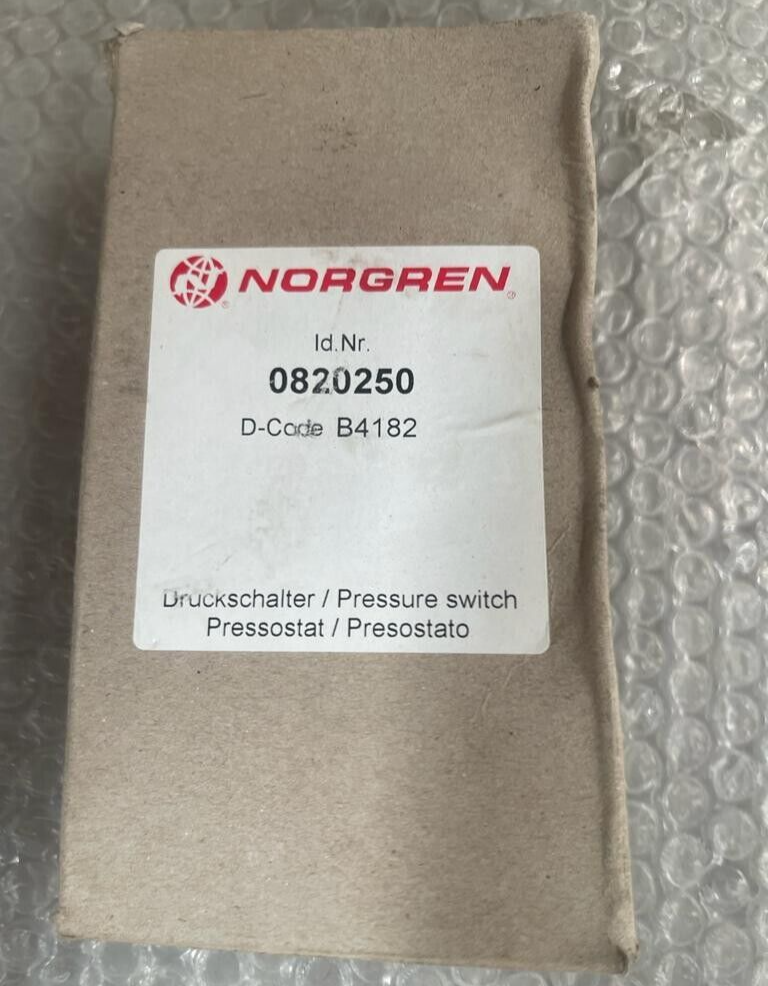 NORGREN
Id.Nr.
0820250
D-Code B4182
Druckschalter / Pressure switch
Pressostat / Presostato